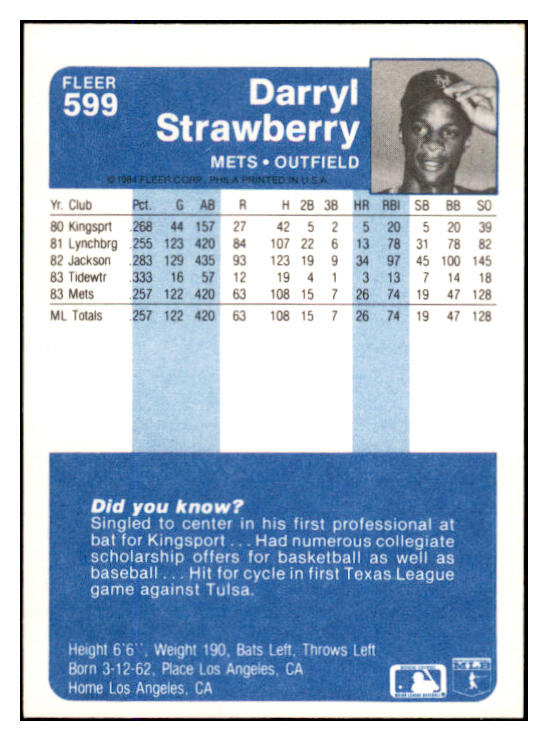 FLEER
599
Darryl
Strawberry
METS • OUTFIELD
© 1984 FLEER CORP., PHILA PRINTED IN U.S.A.
Yr. Club Pct. G AB R H 2B 3B HR RBI SB BB SO
80 Kingsprt .268 44 157 27 42 5 2 5 20 5 20 39
81 Lynchbrg .255 123 420 84 107 22 6 13 78 31 78 82
82 Jackson .283 129 435 93 123 19 9 34 97 45 100 145
83 Tidewtr .333 16 57 12 19 4 1 3 13 7 14 18
83 Mets .257 122 420 63 108 15 7 26 74 19 47 128
ML Totals .257 122 420 63 108 15 7 26 74 19 47 128
Did you know?
Singled to center in his first professional at
bat for Kingsport . . . Had numerous collegiate
scholarship offers for basketball as well as
baseball . . . Hit for cycle in first Texas League
game against Tulsa.
Height 6'6'', Weight 190, Bats Left, Throws Left
Born 3-12-62, Place Los Angeles, CA
Home Los Angeles, CA